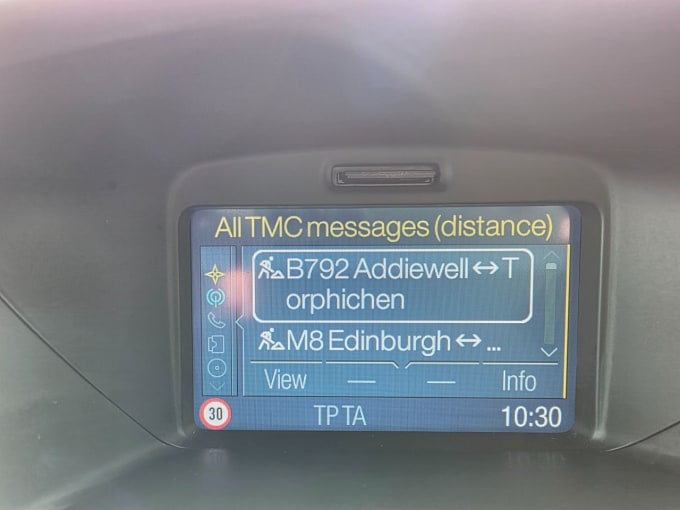 All TMC messages (distance)
B792 Addiewell↔T
orphichen
M8 Edinburgh↔...
View — — Info
30 TP TA 10:30